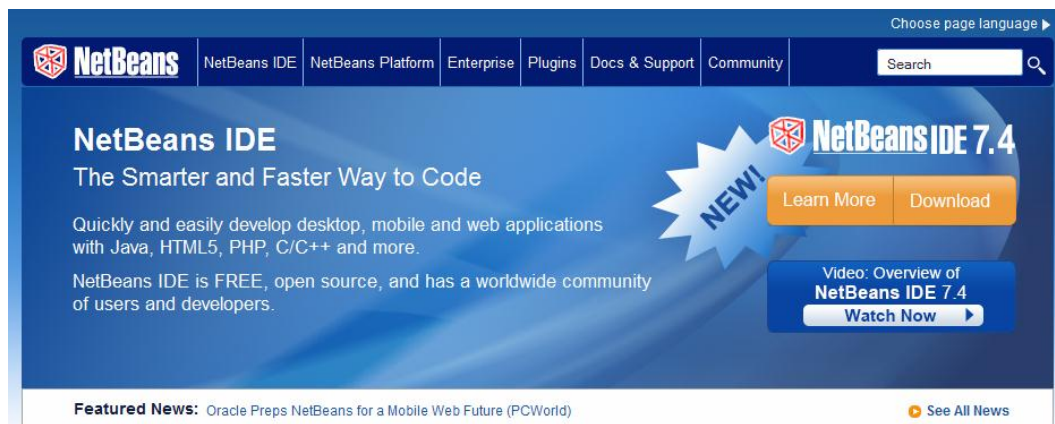 Choose page language
NetBeans
NetBeans IDE
NetBeans Platform
Enterprise
Plugins
Docs & Support
Community
Search
NetBeans IDE
The Smarter and Faster Way to Code
Quickly and easily develop desktop, mobile and web applications
with Java, HTML5, PHP, C/C++ and more.
NetBeans IDE is FREE, open source, and has a worldwide community
of users and developers.
NEW!
NetBeans IDE 7.4
Learn More
Download
Video: Overview of
NetBeans IDE 7.4
Watch Now
Featured News: Oracle Preps NetBeans for a Mobile Web Future (PCWorld)
See All News